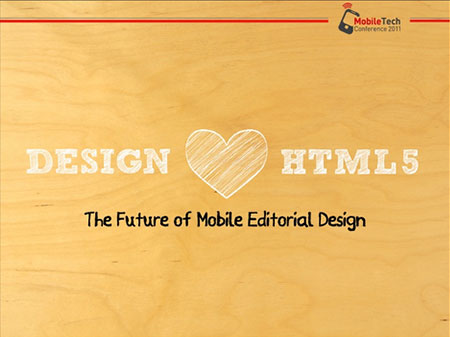 MobileTech
Conference 2011
DESIGN HTML5
The Future of Mobile Editorial Design